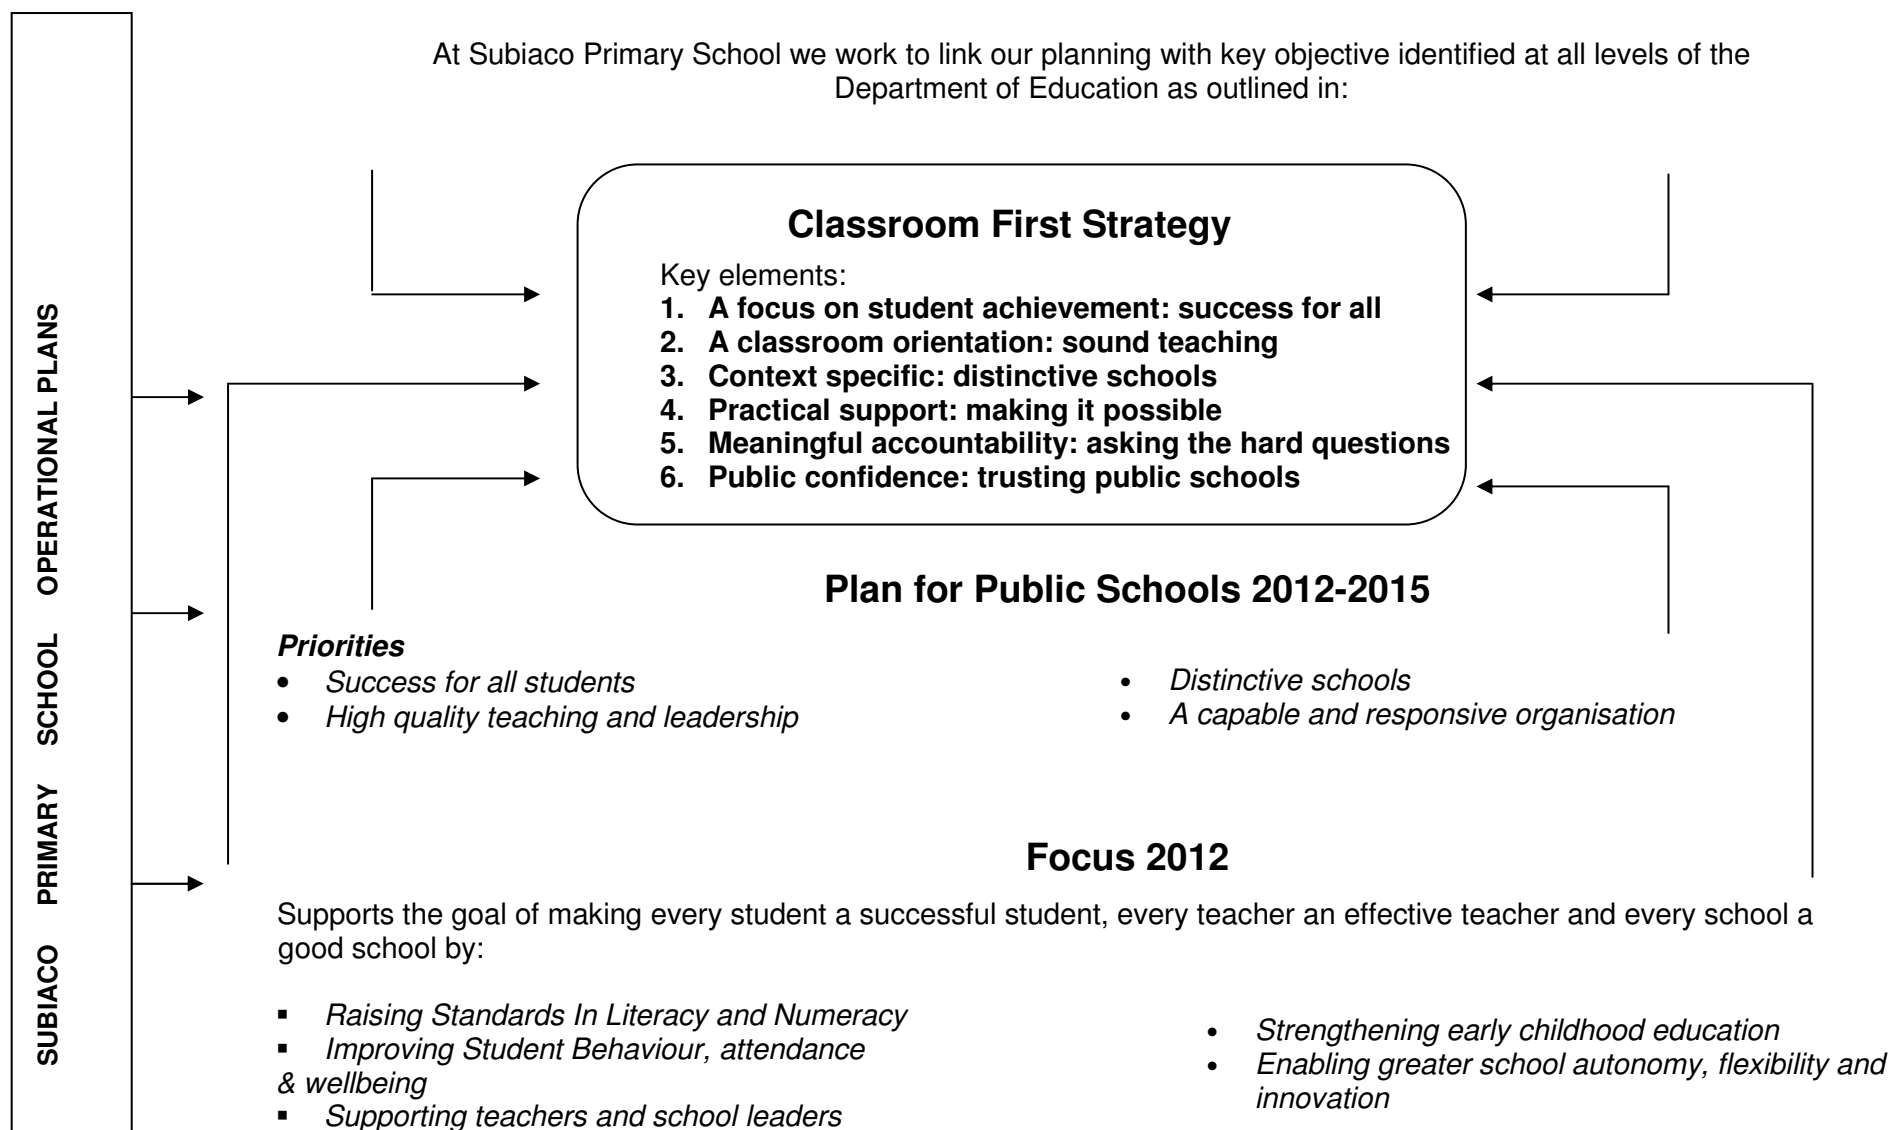 At Subiaco Primary School we work to link our planning with key objective identified at all levels of the
Department of Education as outlined in:
Classroom First Strategy
Key elements:
1. A focus on student achievement: success for all
2. A classroom orientation: sound teaching
3. Context specific: distinctive schools
4. Practical support: making it possible
5. Meaningful accountability: asking the hard questions
6. Public confidence: trusting public schools
SUBIACO PRIMARY SCHOOL OPERATIONAL PLANS
Plan for Public Schools 2012-2015
Priorities
• Success for all students
• High quality teaching and leadership
• Distinctive schools
• A capable and responsive organisation
Focus 2012
Supports the goal of making every student a successful student, every teacher an effective teacher and every school a
good school by:
▪ Raising Standards In Literacy and Numeracy
▪ Improving Student Behaviour, attendance
& wellbeing
▪ Supporting teachers and school leaders
• Strengthening early childhood education
• Enabling greater school autonomy, flexibility and
innovation